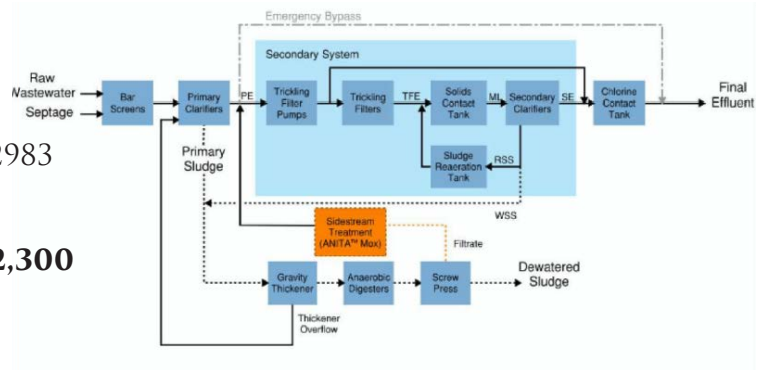 Emergency Bypass
Secondary System
Raw
Wastewater
Septage
Bar
Screens
Primary
Clarifiers
PE
Trickling
Filter
Pumps
Trickling
Filters
TFE
Solids
Contact
Tank
ML
Secondary
Clarifiers
SE
Chlorine
Contact
Tank
Final
Effluent
2983
Primary
Sludge
Sludge
Reaeration
Tank
RSS
WSS
2,300
Sidestream
Treatment
(ANITA™ Mox)
Filtrate
Gravity
Thickener
Anaerobic
Digesters
Screw
Press
Dewatered
Sludge
Thickener
Overflow